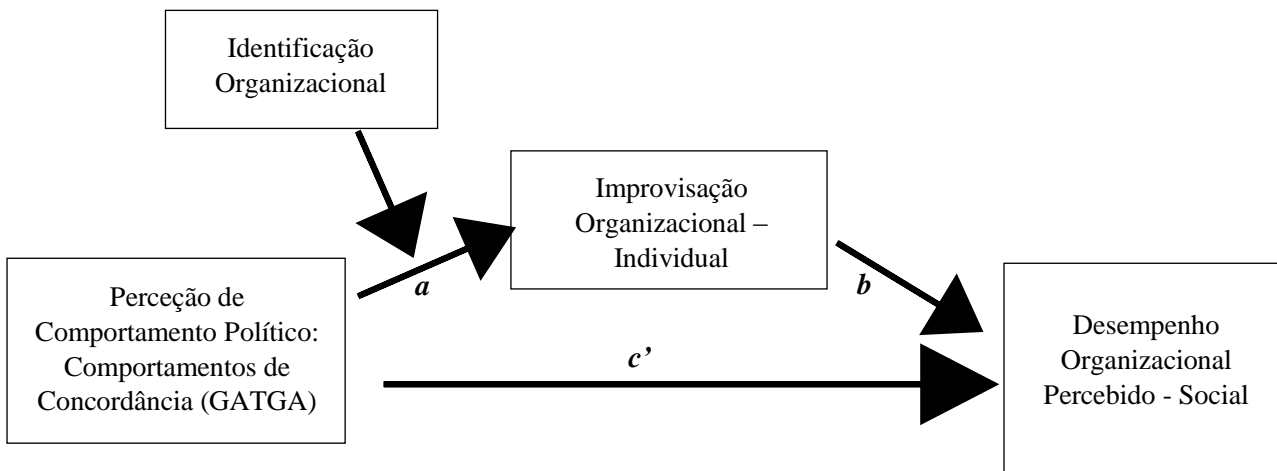 Identificação
Organizacional
Improvisação
Organizacional –
Individual
Perceção de
Comportamento Político:
Comportamentos de
Concordância (GATGA)
a
b
c’
Desempenho
Organizacional
Percebido - Social